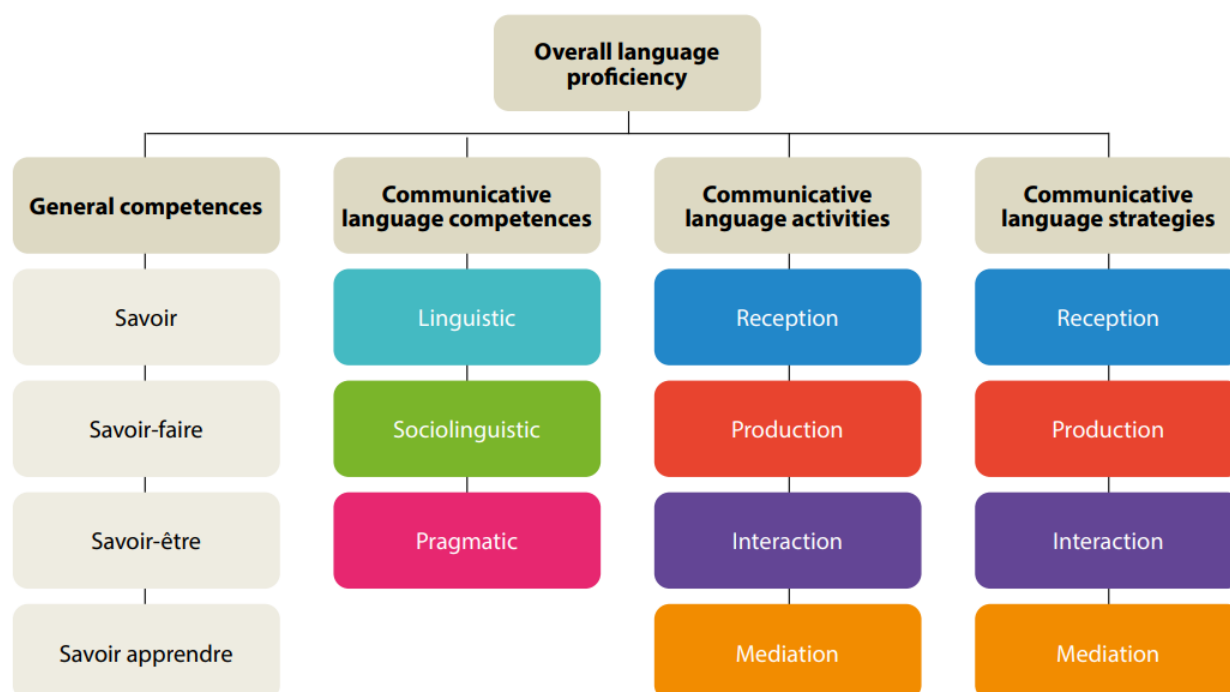 Overall language
proficiency
General competences
Communicative
language competences
Communicative
language activities
Communicative
language strategies
Savoir
Linguistic
Reception
Reception
Savoir-faire
Sociolinguistic
Production
Production
Savoir-être
Pragmatic
Interaction
Interaction
Savoir apprendre
Mediation
Mediation